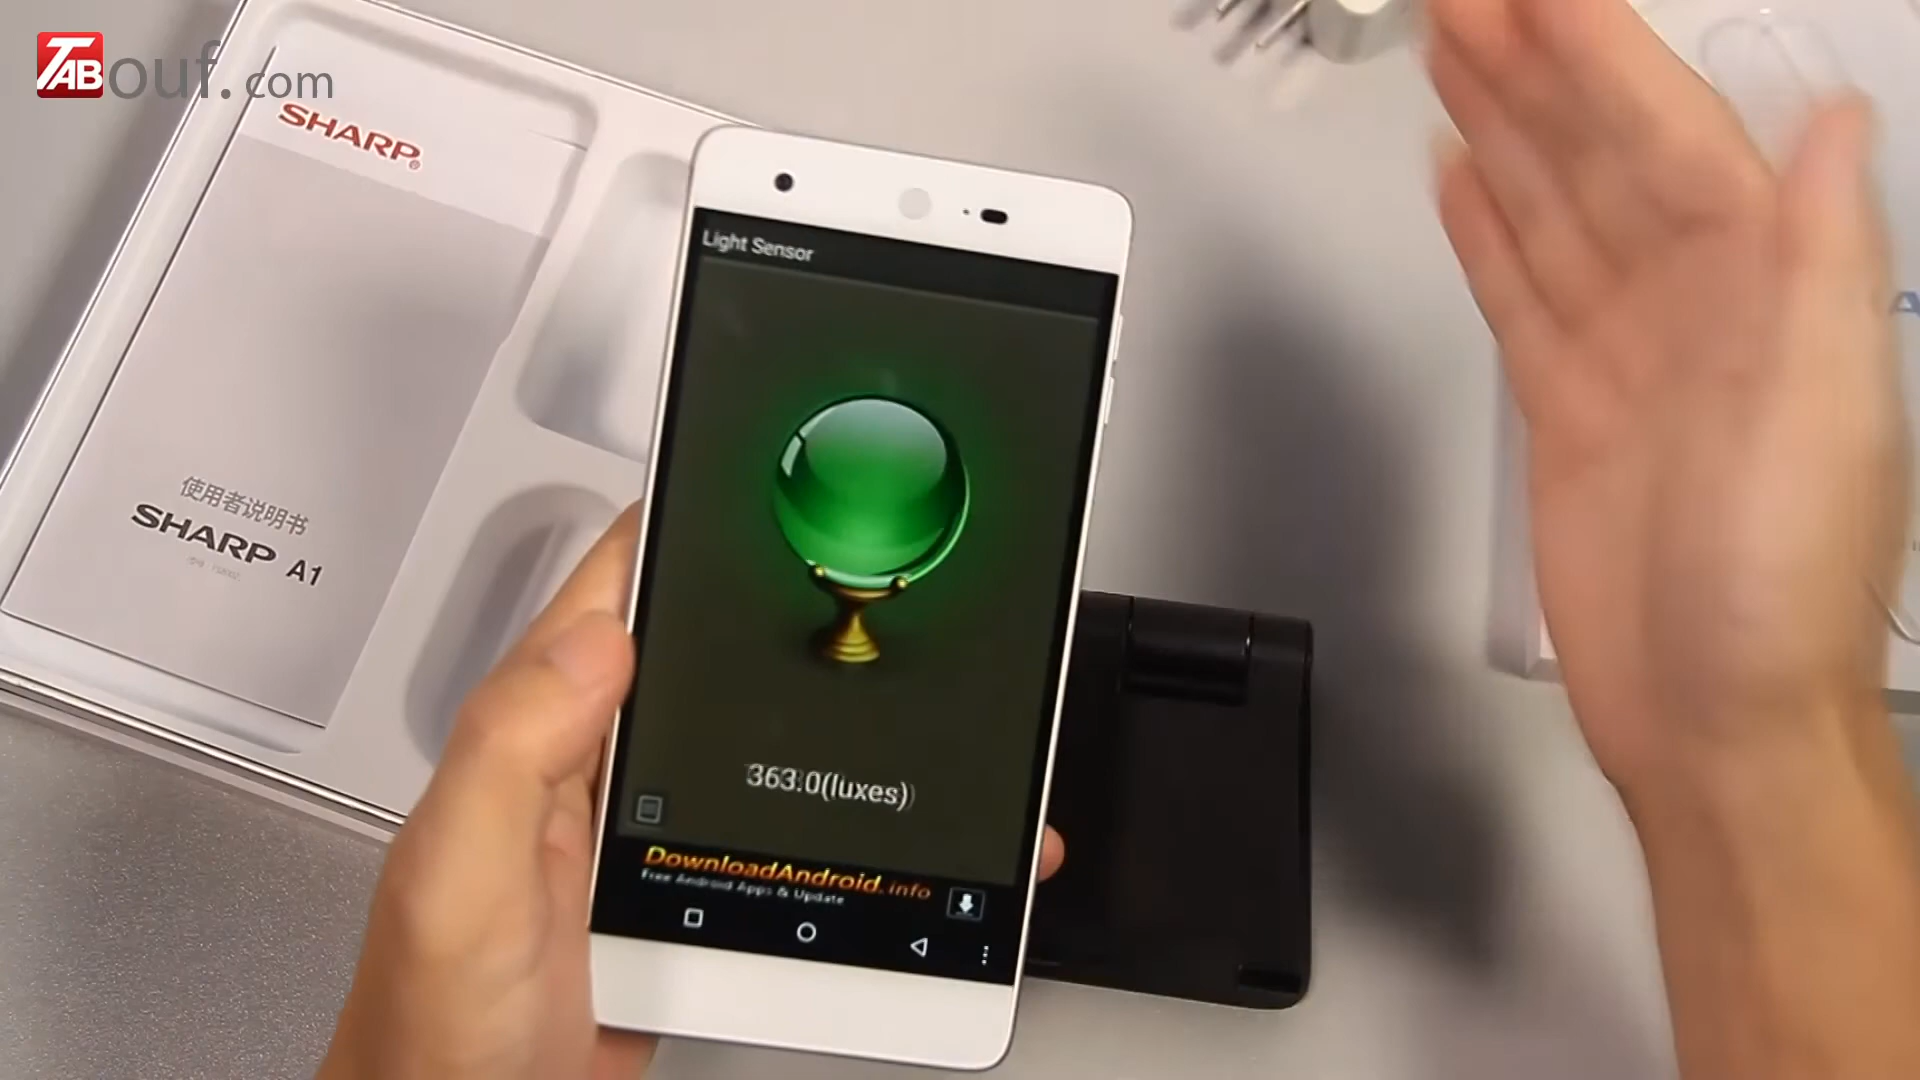 TABouf.com
SHARP®
使用者说明书
SHARP A1
Light Sensor
363.0(luxes)
DownloadAndroid.info
Free Android Apps & Update